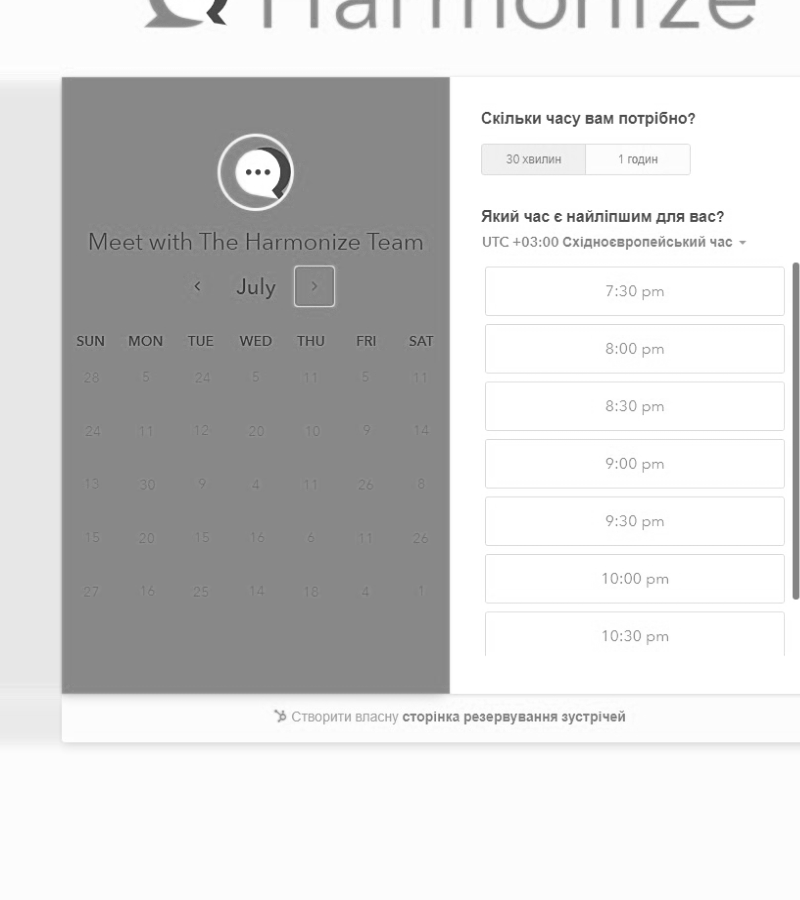 Harmonize
Meet with The Harmonize Team
July
SUN MON TUE WED THU FRI SAT
28 5 24 5 11 5 11
24 11 12 20 10 9 14
13 30 9 4 11 26 8
15 20 15 16 6 11 26
27 16 25 14 18 4 1
Скільки часу вам потрібно?
30 хвилин 1 годин
Який час є найліпшим для вас?
UTC +03:00 Східноєвропейський час
7:30 pm
8:00 pm
8:30 pm
9:00 pm
9:30 pm
10:00 pm
10:30 pm
Створити власну сторінка резервування зустрічей